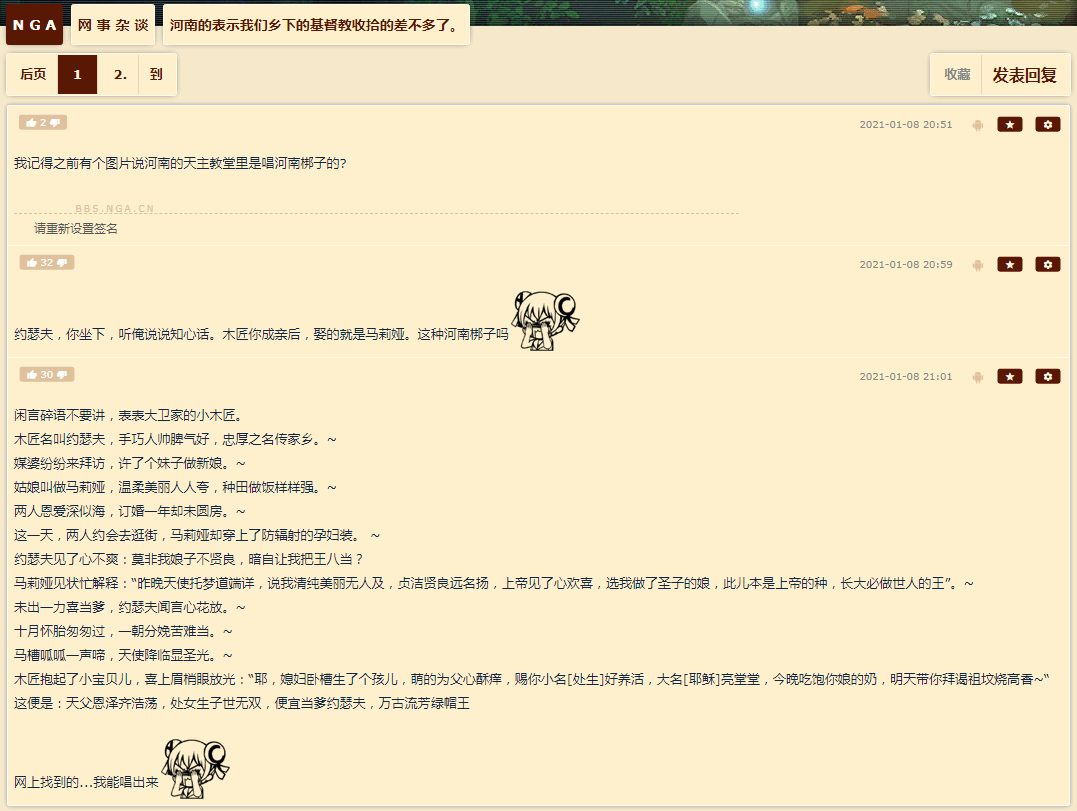 NGA
网事杂谈
河南的表示我们乡下的基督教收拾的差不多了。
后页 1 2. 到
收藏 发表回复
2
2021-01-08 20:51
我记得之前有个图片说河南的天主教堂里是唱河南梆子的?
BBS.NGA.CN
请重新设置签名
32
2021-01-08 20:59
约瑟夫，你坐下，听俺说说知心话。木匠你成亲后，娶的就是马莉娅。这种河南梆子吗
30
2021-01-08 21:01
闲言碎语不要讲，表表大卫家的小木匠。
木匠名叫约瑟夫，手巧人帅脾气好，忠厚之名传家乡。~
媒婆纷纷来拜访，许了个妹子做新娘。~
姑娘叫做马莉娅，温柔美丽人人夸，种田做饭样样强。~
两人恩爱深似海，订婚一年却未圆房。~
这一天，两人约会去逛街，马莉娅却穿上了防辐射的孕妇装。 ~
约瑟夫见了心不爽：莫非我娘子不贤良，暗自让我把王八当？
马莉娅见状忙解释：“昨晚天使托梦道端详，说我清纯美丽无人及，贞洁贤良远名扬，上帝见了心欢喜，选我做了圣子的娘，此儿本是上帝的种，长大必做世人的王”。~
未出一力喜当爹，约瑟夫闻言心花放。~
十月怀胎匆匆过，一朝分娩苦难当。~
马槽呱呱一声啼，天使降临显圣光。~
木匠抱起了小宝贝儿，喜上眉梢眼放光：“耶，媳妇卧槽生了个孩儿，萌的为父心酥痒，赐你小名[处生]好养活，大名[耶稣]亮堂堂，今晚吃饱你娘的奶，明天带你拜谒祖坟烧高香~“
这便是：天父恩泽齐浩荡，处女生子世无双，便宜当爹约瑟夫，万古流芳绿帽王
网上找到的...我能唱出来